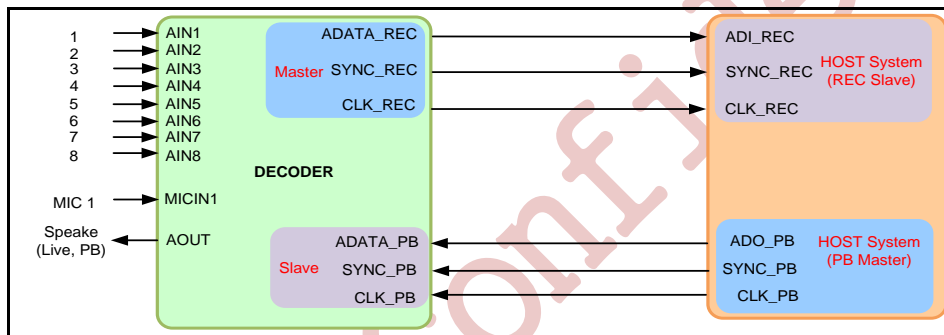 1 AIN1
2 AIN2
3 AIN3
4 AIN4
5 AIN5
6 AIN6
7 AIN7
8 AIN8
MIC 1 MICIN1
Speake
(Live, PB)
AOUT
DECODER
Master
ADATA_REC
SYNC_REC
CLK_REC
Slave
ADATA_PB
SYNC_PB
CLK_PB
ADI_REC
SYNC_REC
CLK_REC
HOST System
(REC Slave)
ADO_PB
SYNC_PB
CLK_PB
HOST System
(PB Master)
Confid